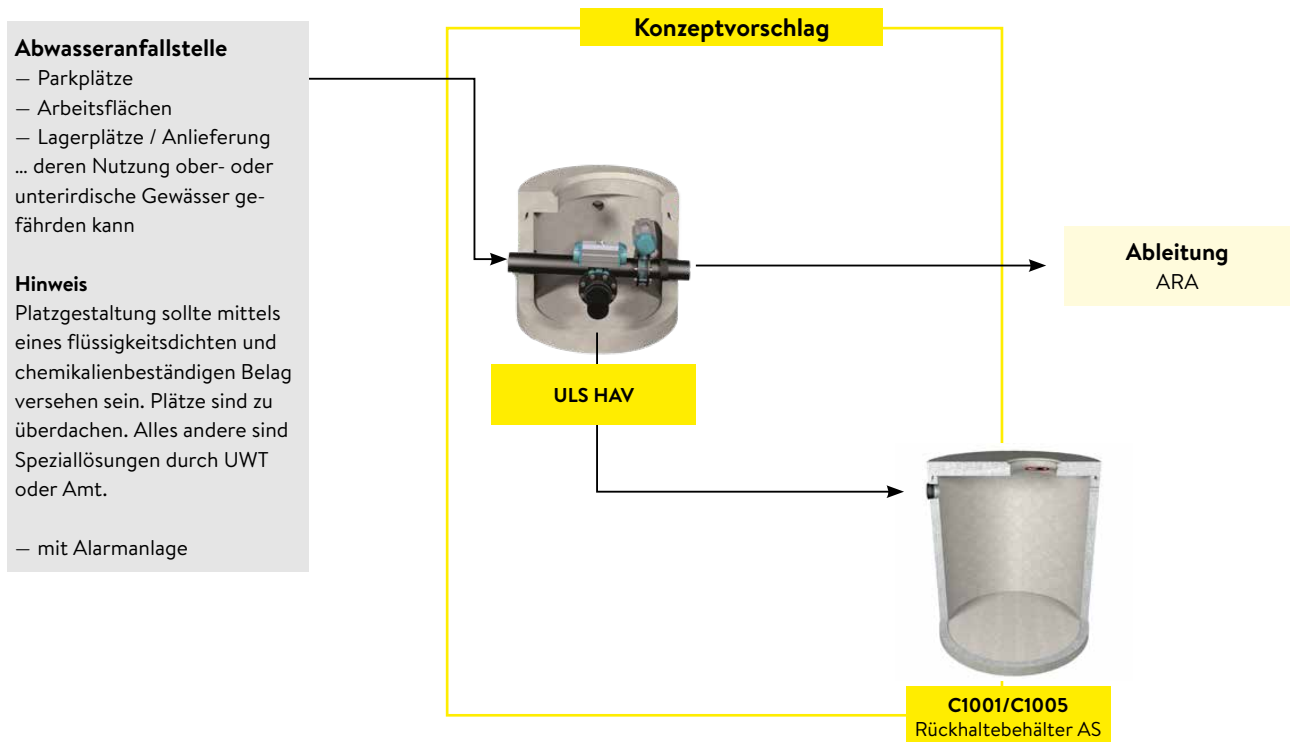 Konzeptvorschlag
Abwasseranfallstelle
— Parkplätze
— Arbeitsflächen
— Lagerplätze / Anlieferung
... deren Nutzung ober- oder
unterirdische Gewässer ge-
fährden kann
Hinweis
Platzgestaltung sollte mittels
eines flüssigkeitsdichten und
chemikalienbeständigen Belag
versehen sein. Plätze sind zu
überdachen. Alles andere sind
Speziallösungen durch UWT
oder Amt.
— mit Alarmanlage
ULS HAV
Ableitung
ARA
C1001/C1005
Rückhaltebehälter AS